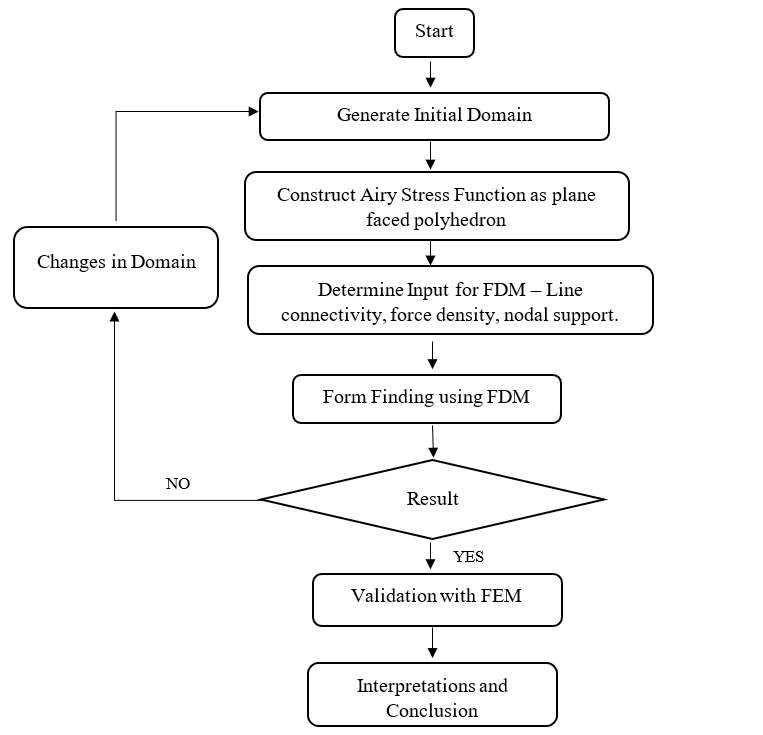 Start
Generate Initial Domain
Construct Airy Stress Function as plane
faced polyhedron
Changes in Domain
Determine Input for FDM – Line
connectivity, force density, nodal support.
Form Finding using FDM
NO
Result
YES
Validation with FEM
Interpretations and
Conclusion